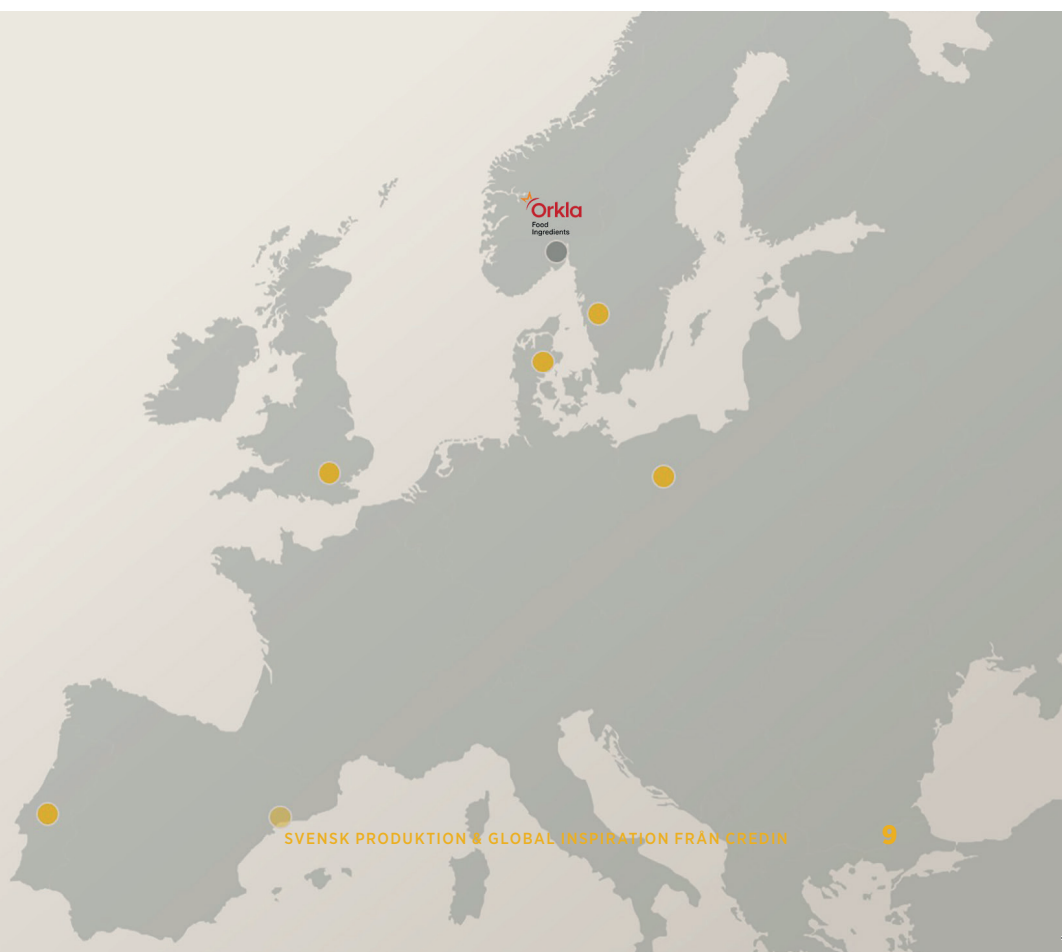 Orkla
Food
Ingredients
SVENSK PRODUKTION & GLOBAL INSPIRATION FRÅN CREDIN
9